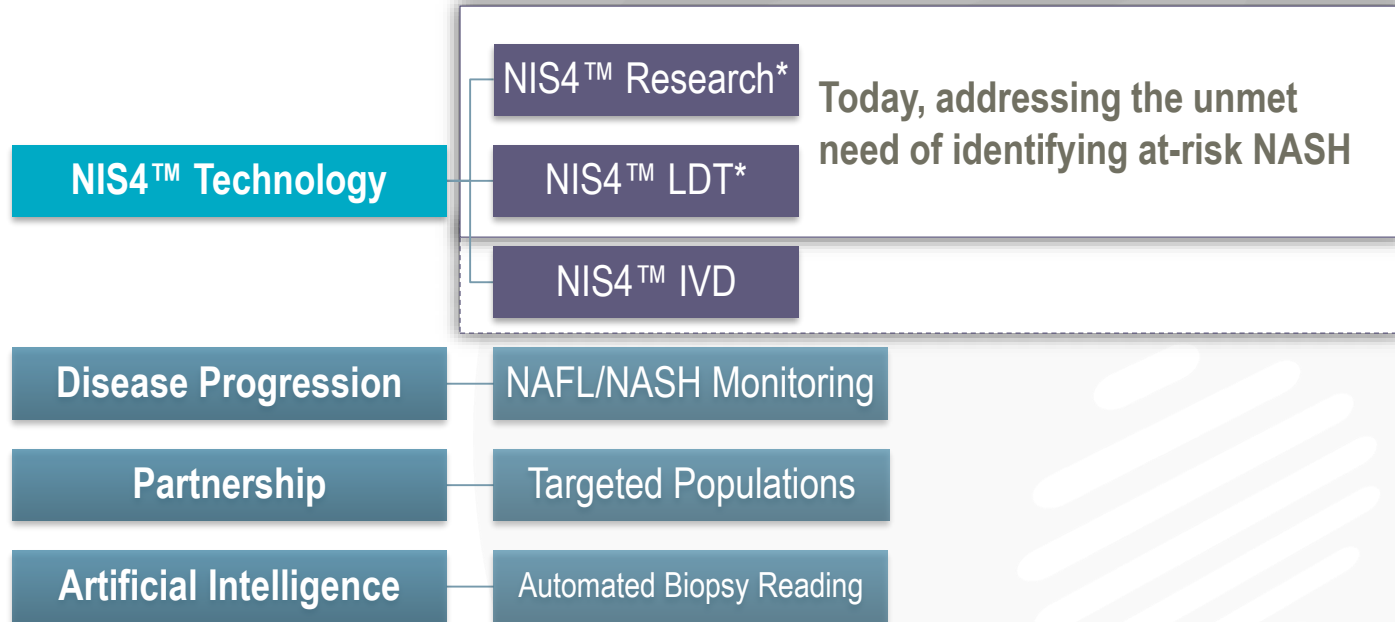 NIS4™ Research*
Today, addressing the unmet
need of identifying at-risk NASH
NIS4™ Technology
NIS4™ LDT*
NIS4™ IVD
Disease Progression
NAFL/NASH Monitoring
Partnership
Targeted Populations
Artificial Intelligence
Automated Biopsy Reading